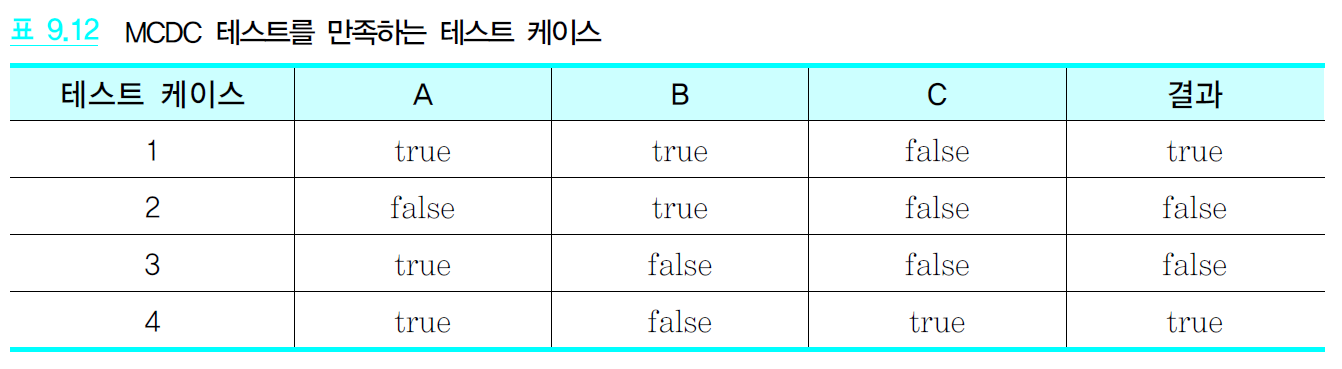 표 9.12 MCDC 테스트를 만족하는 테스트 케이스
테스트 케이스 A B C 결과
1 true true false true
2 false true false false
3 true false false false
4 true false true true